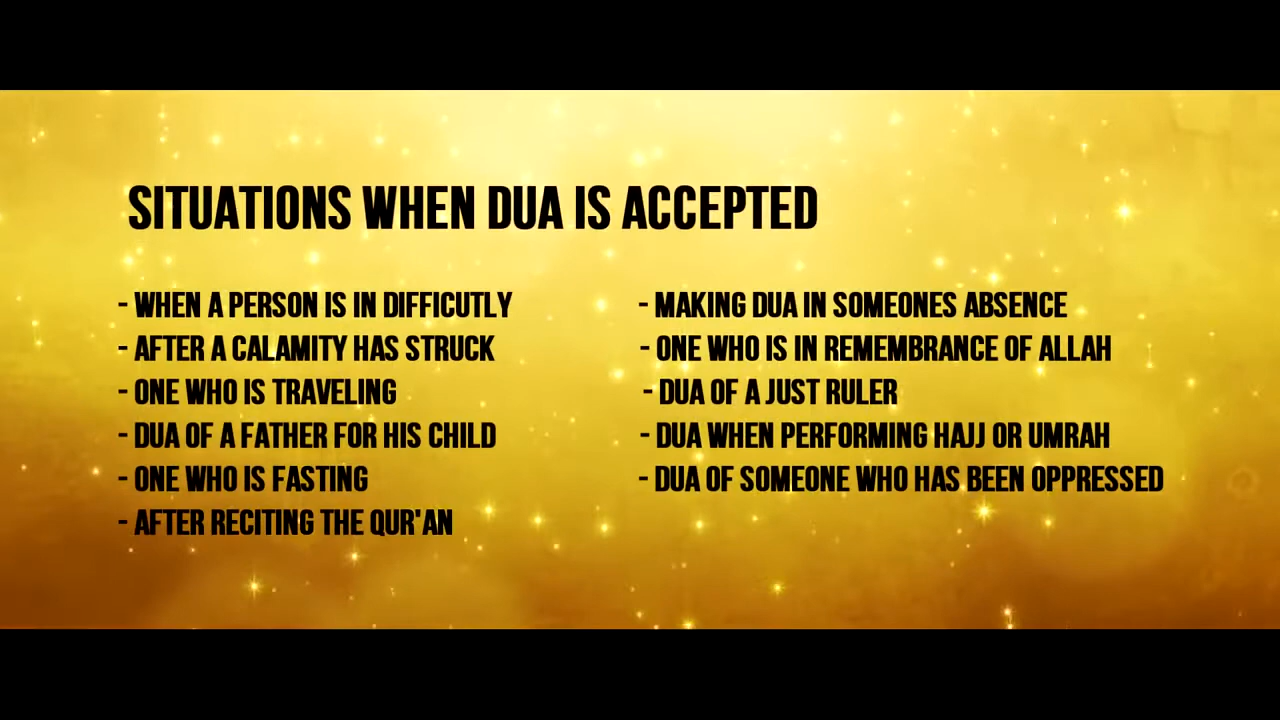 SITUATIONS WHEN DUA IS ACCEPTED
- WHEN A PERSON IS IN DIFFICUTLY
- AFTER A CALAMITY HAS STRUCK
- ONE WHO IS TRAVELING
- DUA OF A FATHER FOR HIS CHILD
- ONE WHO IS FASTING
- AFTER RECITING THE QUR'AN
- MAKING DUA IN SOMEONES ABSENCE
- ONE WHO IS IN REMEMBRANCE OF ALLAH
- DUA OF A JUST RULER
- DUA WHEN PERFORMING HAJJ OR UMRAH
- DUA OF SOMEONE WHO HAS BEEN OPPRESSED